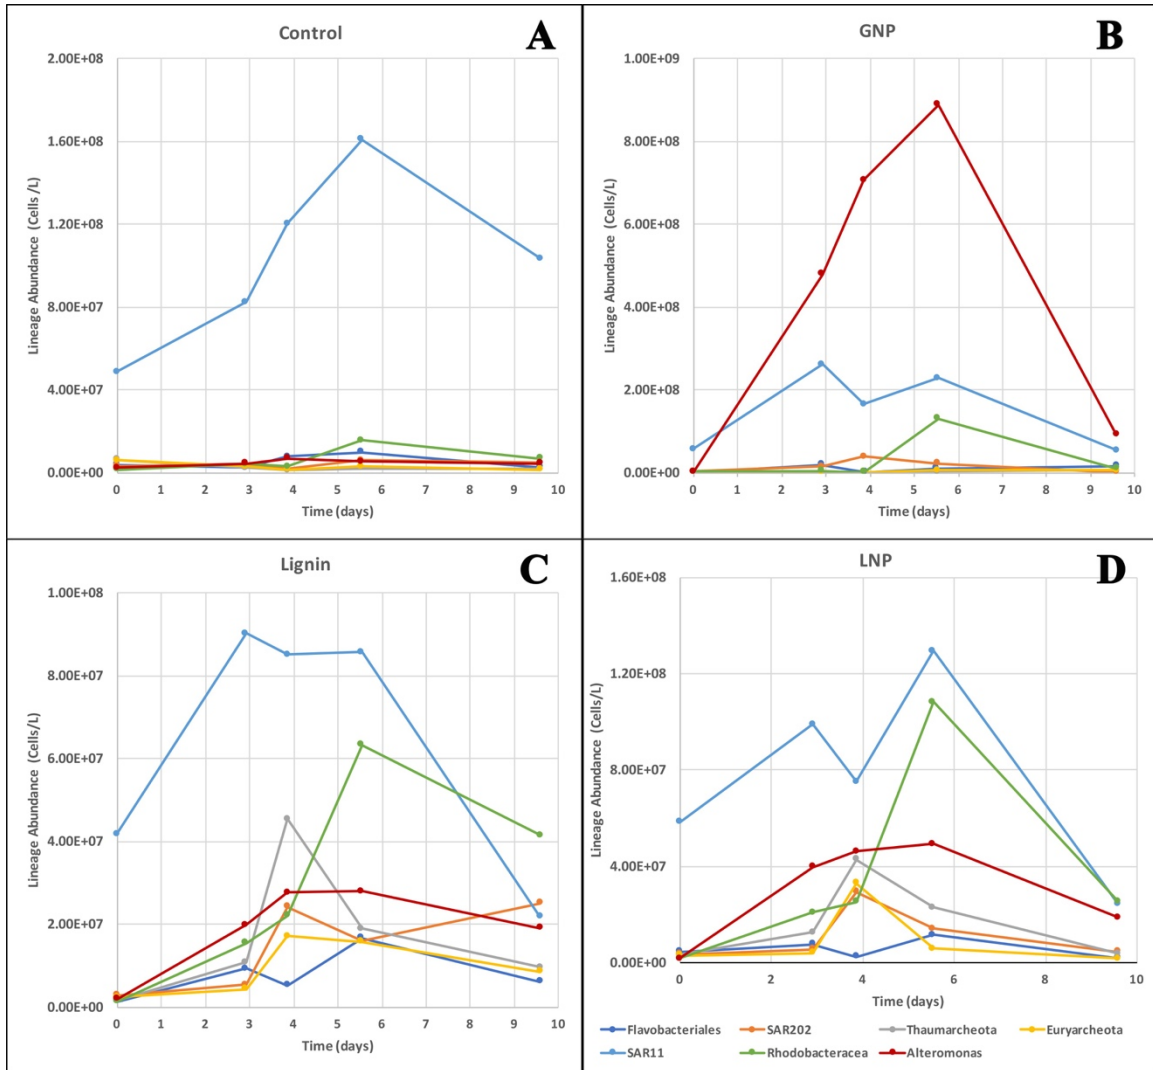 Control
A
Lineage Abundance (Cells/L)
2.00E+08
1.60E+08
1.20E+08
8.00E+07
4.00E+07
0.00E+00
0 1 2 3 4 5 6 7 8 9 10
Time (days)
GNP
B
Lineage Abundance (Cells/L)
1.00E+09
8.00E+08
6.00E+08
4.00E+08
2.00E+08
0.00E+00
0 1 2 3 4 5 6 7 8 9 10
Time (days)
Lignin
C
Lineage Abundance (Cells/L)
1.00E+08
8.00E+07
6.00E+07
4.00E+07
2.00E+07
0.00E+00
0 1 2 3 4 5 6 7 8 9 10
Time (days)
LNP
D
Lineage Abundance (Cells/L)
1.60E+08
1.20E+08
8.00E+07
4.00E+07
0.00E+00
0 2 4 6 8 10
Time (days)
Flavobacteriales SAR202 Thaumarcheota Euryarcheota
SAR11 Rhodobacteracea Alteromonas